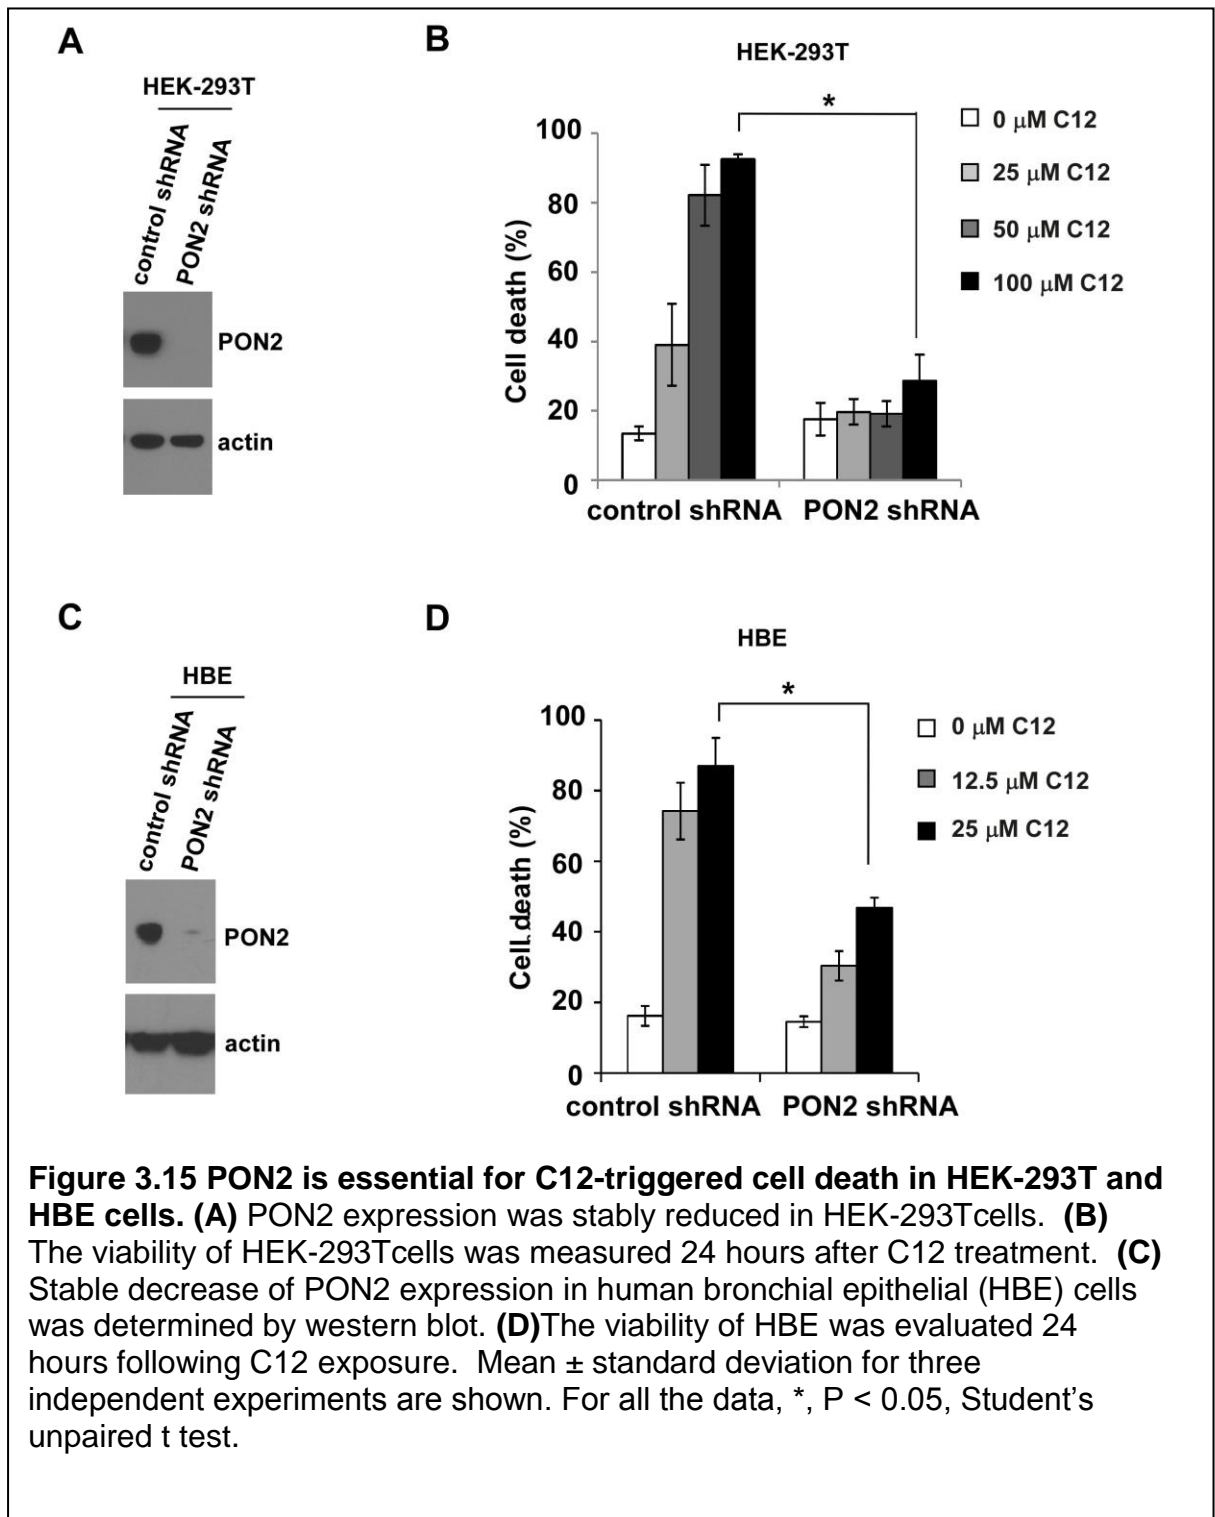 A
HEK-293T
control shRNA
PON2 shRNA
PON2
actin
B
HEK-293T
*
Cell death (%)
100
80
60
40
20
0
control shRNA PON2 shRNA
0 μM C12
25 μM C12
50 μM C12
100 μM C12
C
HBE
control shRNA
PON2 shRNA
PON2
actin
D
HBE
*
Cell death (%)
100
80
60
40
20
0
control shRNA PON2 shRNA
0 μM C12
12.5 μM C12
25 μM C12
Figure 3.15 PON2 is essential for C12-triggered cell death in HEK-293T and
HBE cells. (A) PON2 expression was stably reduced in HEK-293Tcells. (B)
The viability of HEK-293Tcells was measured 24 hours after C12 treatment. (C)
Stable decrease of PON2 expression in human bronchial epithelial (HBE) cells
was determined by western blot. (D)The viability of HBE was evaluated 24
hours following C12 exposure. Mean ± standard deviation for three
independent experiments are shown. For all the data, *, P < 0.05, Student’s
unpaired t test.